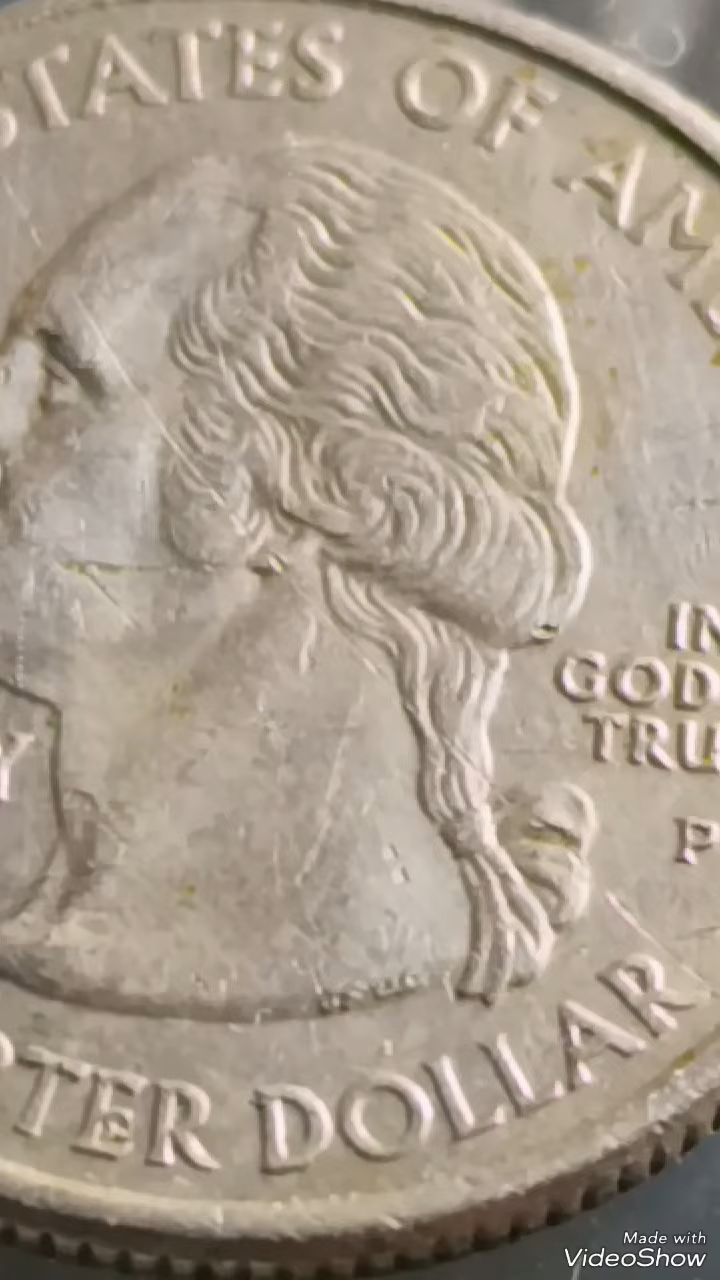 STATES OF AM
Y
IN
GOD
TRU
P
TER DOLLAR
Made with
VideoShow